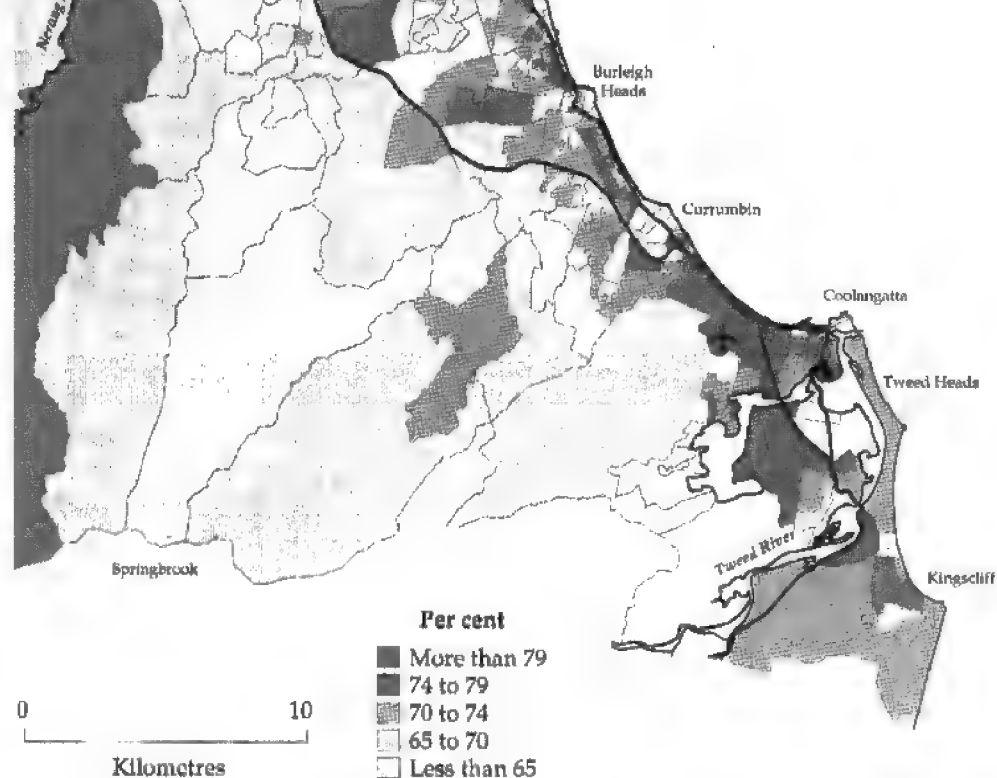 Nerang
Burleigh
Heads
Currumbin
Coolangatta
Tweed Heads
Tweed River
Kingscliff
Springbrook
Per cent
More than 79
74 to 79
70 to 74
65 to 70
Less than 65
0 10
Kilometres